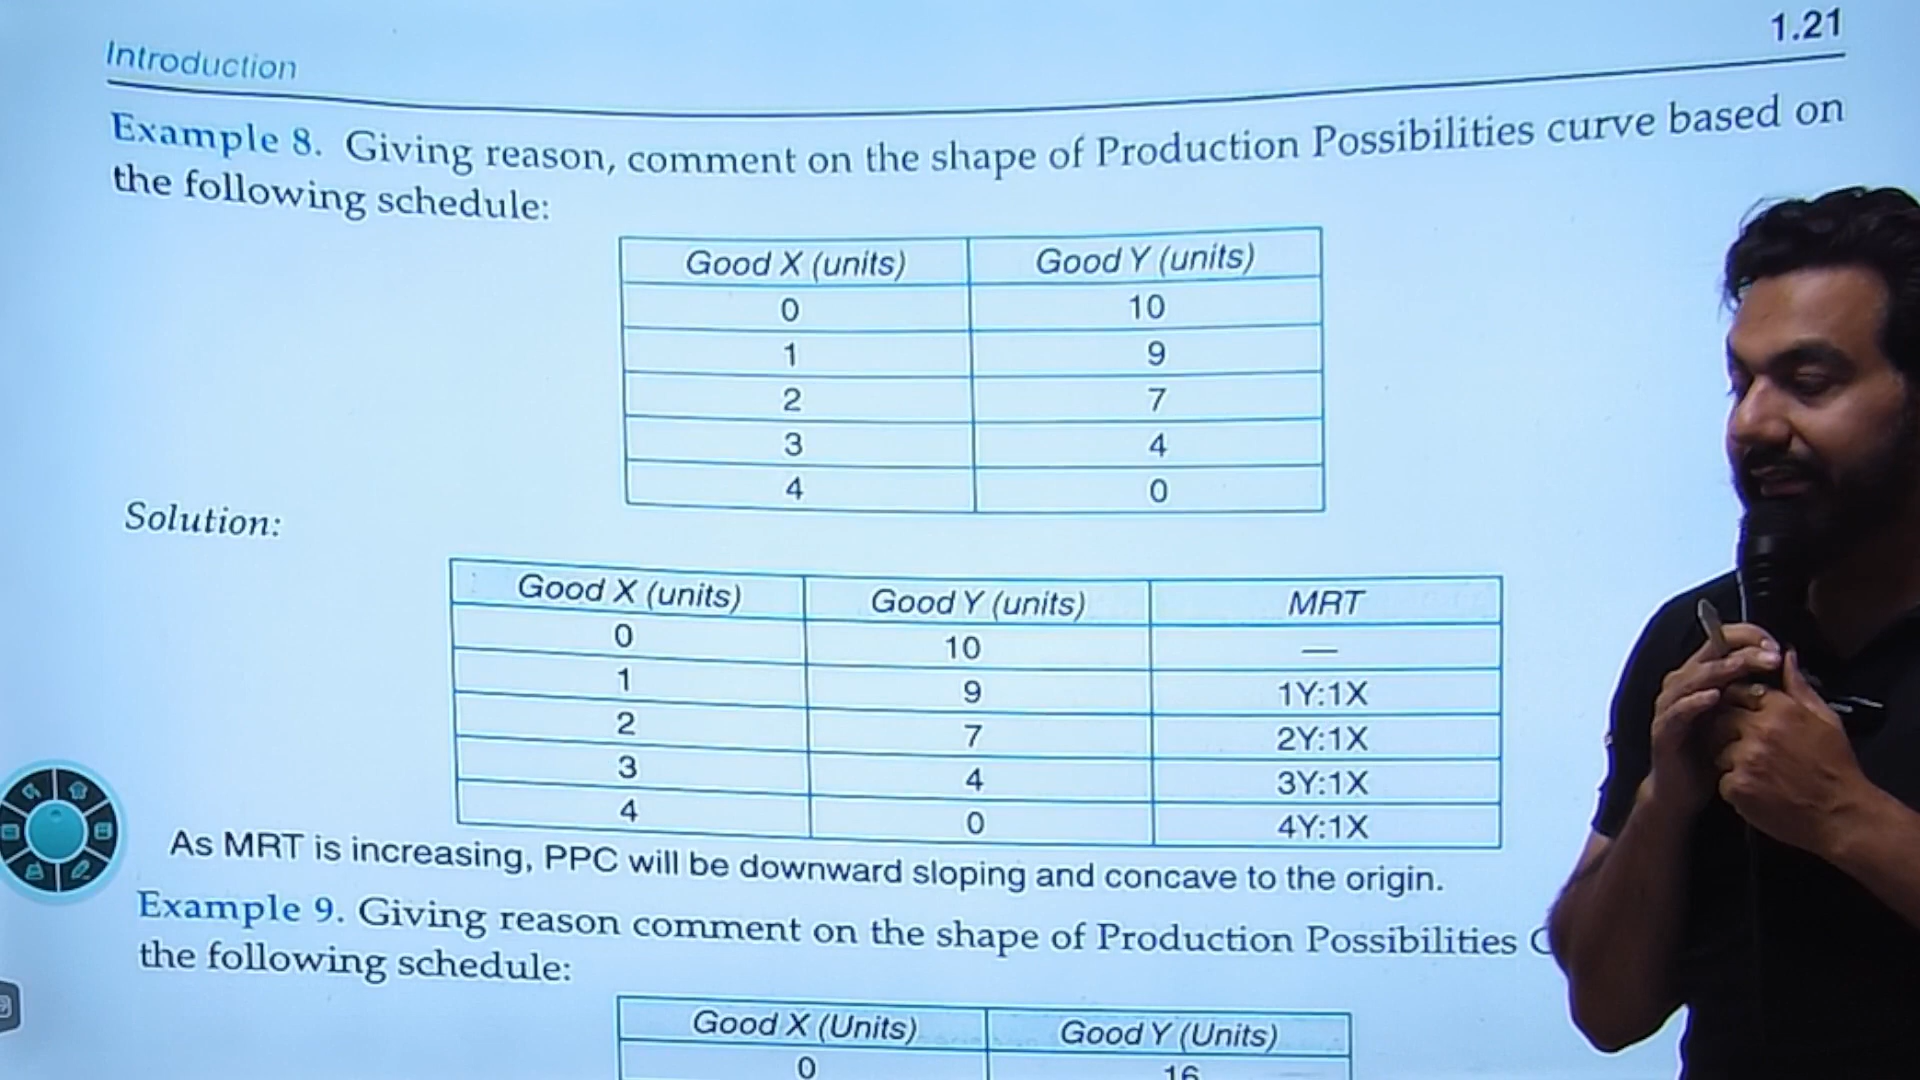 1.21
Introduction
Example 8. Giving reason, comment on the shape of Production Possibilities curve based on
the following schedule:
Good X (units) Good Y (units)
0 10
1 9
2 7
3 4
4 0
Solution:
Good X (units) Good Y (units) MRT
0 10 —
1 9 1Y:1X
2 7 2Y:1X
3 4 3Y:1X
4 0 4Y:1X
As MRT is increasing, PPC will be downward sloping and concave to the origin.
Example 9. Giving reason comment on the shape of Production Possibilities
the following schedule:
Good X (Units) Good Y (Units)
0 16